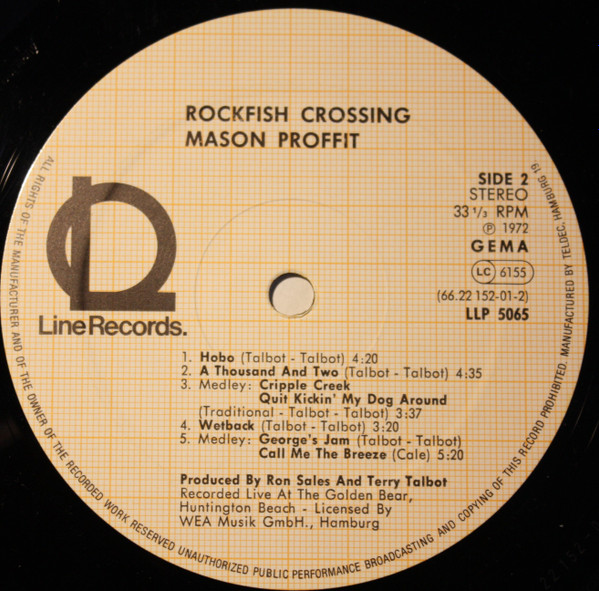 ROCKFISH CROSSING
MASON PROFFIT
SIDE 2
STEREO
33 1/3 RPM
Ⓟ 1972
GEMA
LC 6155
(66.22 152-01-2)
LLP 5065
LineRecords.
1. Hobo (Talbot - Talbot) 4:20
2. A Thousand And Two (Talbot - Talbot) 4:35
3. Medley: Cripple Creek
Quit Kickin' My Dog Around
(Traditional - Talbot - Talbot) 3:37
4. Wetback (Talbot - Talbot) 3:20
5. Medley: George's Jam (Talbot - Talbot)
Call Me The Breeze (Cale) 5:20
Produced By Ron Sales And Terry Talbot
Recorded Live At The Golden Bear,
Huntington Beach - Licensed By
WEA Musik GmbH., Hamburg
ALL RIGHTS OF THE MANUFACTURER AND OF THE OWNER OF THE RECORDED WORK RESERVED UNAUTHORIZED PUBLIC PERFORMANCE BROADCASTING AND COPYING OF THIS RECORD PROHIBITED. MANUFACTURED BY TELDEC, HAMBURG 19